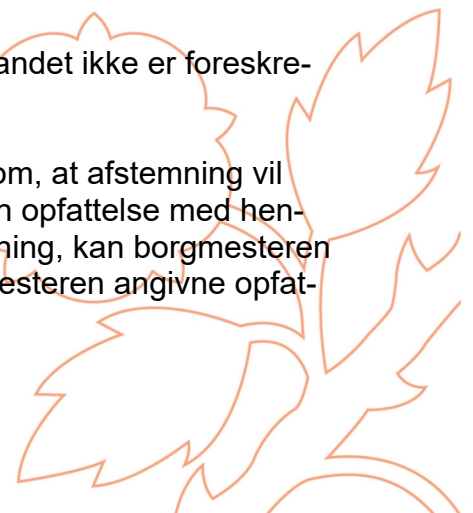 andet ikke er foreskre-
om, at afstemning vil
n opfattelse med hen-
ning, kan borgmesteren
esteren angivne opfat-